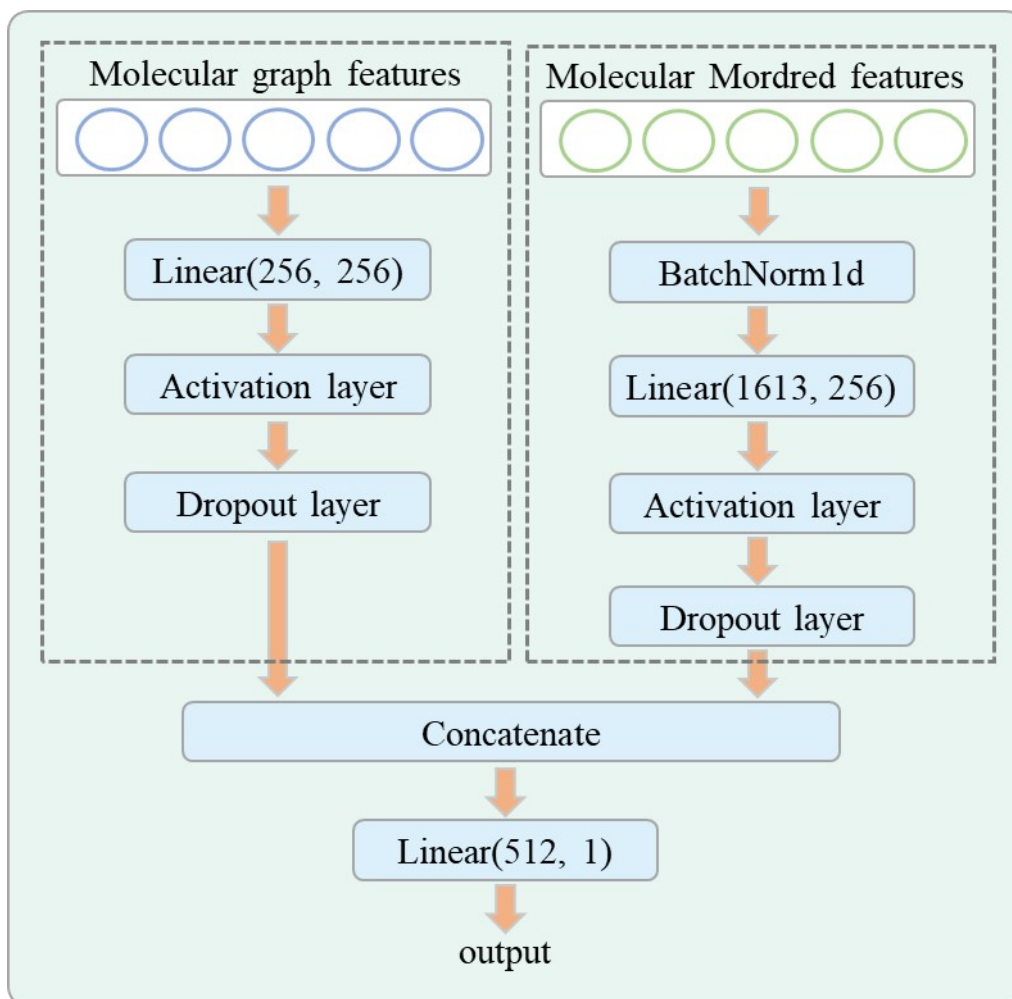 Molecular graph features
Linear(256, 256)
Activation layer
Dropout layer
Molecular Mordred features
BatchNorm1d
Linear(1613, 256)
Activation layer
Dropout layer
Concatenate
Linear(512, 1)
output